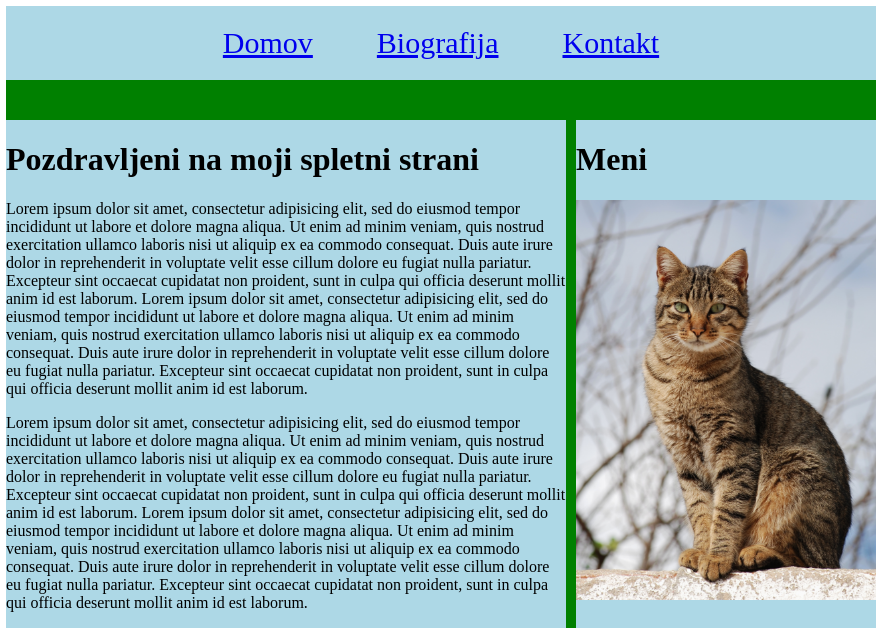 Domov Biografija Kontakt
Pozdravljeni na moji spletni strani
Lorem ipsum dolor sit amet, consectetur adipisicing elit, sed do eiusmod tempor
incididunt ut labore et dolore magna aliqua. Ut enim ad minim veniam, quis nostrud
exercitation ullamco laboris nisi ut aliquip ex ea commodo consequat. Duis aute irure
dolor in reprehenderit in voluptate velit esse cillum dolore eu fugiat nulla pariatur.
Excepteur sint occaecat cupidatat non proident, sunt in culpa qui officia deserunt mollit
anim id est laborum. Lorem ipsum dolor sit amet, consectetur adipisicing elit, sed do
eiusmod tempor incididunt ut labore et dolore magna aliqua. Ut enim ad minim
veniam, quis nostrud exercitation ullamco laboris nisi ut aliquip ex ea commodo
consequat. Duis aute irure dolor in reprehenderit in voluptate velit esse cillum dolore
eu fugiat nulla pariatur. Excepteur sint occaecat cupidatat non proident, sunt in culpa
qui officia deserunt mollit anim id est laborum.
Lorem ipsum dolor sit amet, consectetur adipisicing elit, sed do eiusmod tempor
incididunt ut labore et dolore magna aliqua. Ut enim ad minim veniam, quis nostrud
exercitation ullamco laboris nisi ut aliquip ex ea commodo consequat. Duis aute irure
dolor in reprehenderit in voluptate velit esse cillum dolore eu fugiat nulla pariatur.
Excepteur sint occaecat cupidatat non proident, sunt in culpa qui officia deserunt mollit
anim id est laborum. Lorem ipsum dolor sit amet, consectetur adipisicing elit, sed do
eiusmod tempor incididunt ut labore et dolore magna aliqua. Ut enim ad minim
veniam, quis nostrud exercitation ullamco laboris nisi ut aliquip ex ea commodo
consequat. Duis aute irure dolor in reprehenderit in voluptate velit esse cillum dolore
eu fugiat nulla pariatur. Excepteur sint occaecat cupidatat non proident, sunt in culpa
qui officia deserunt mollit anim id est laborum.
Meni